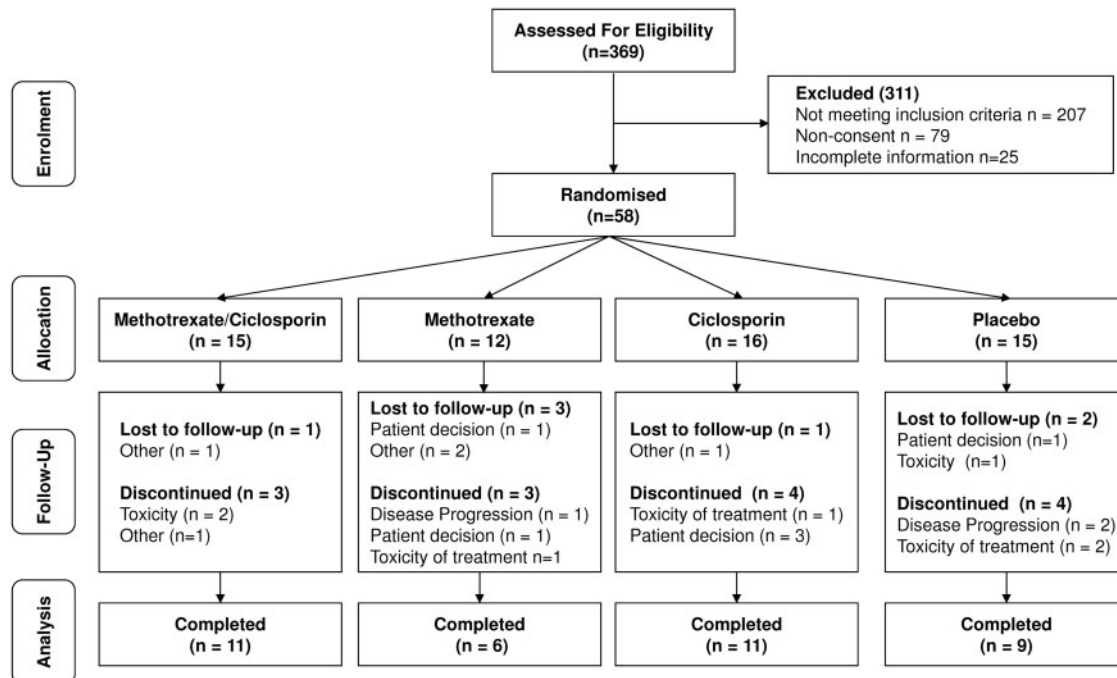 Assessed For Eligibility
(n=369)
Enrolment
Excluded (311)
Not meeting inclusion criteria n = 207
Non-consent n = 79
Incomplete information n=25
Randomised
(n=58)
Allocation
Methotrexate/Ciclosporin
(n = 15)
Methotrexate
(n = 12)
Ciclosporin
(n = 16)
Placebo
(n = 15)
Follow-Up
Lost to follow-up (n = 1)
Other (n = 1)
Discontinued (n = 3)
Toxicity (n = 2)
Other (n=1)
Lost to follow-up (n = 3)
Patient decision (n = 1)
Other (n = 2)
Discontinued (n = 3)
Disease Progression (n = 1)
Patient decision (n = 1)
Toxicity of treatment n=1
Lost to follow-up (n = 1)
Other (n = 1)
Discontinued (n = 4)
Toxicity of treatment (n = 1)
Patient decision (n = 3)
Lost to follow-up (n = 2)
Patient decision (n=1)
Toxicity (n=1)
Discontinued (n = 4)
Disease Progression (n = 2)
Toxicity of treatment (n = 2)
Analysis
Completed
(n = 11)
Completed
(n = 6)
Completed
(n = 11)
Completed
(n = 9)